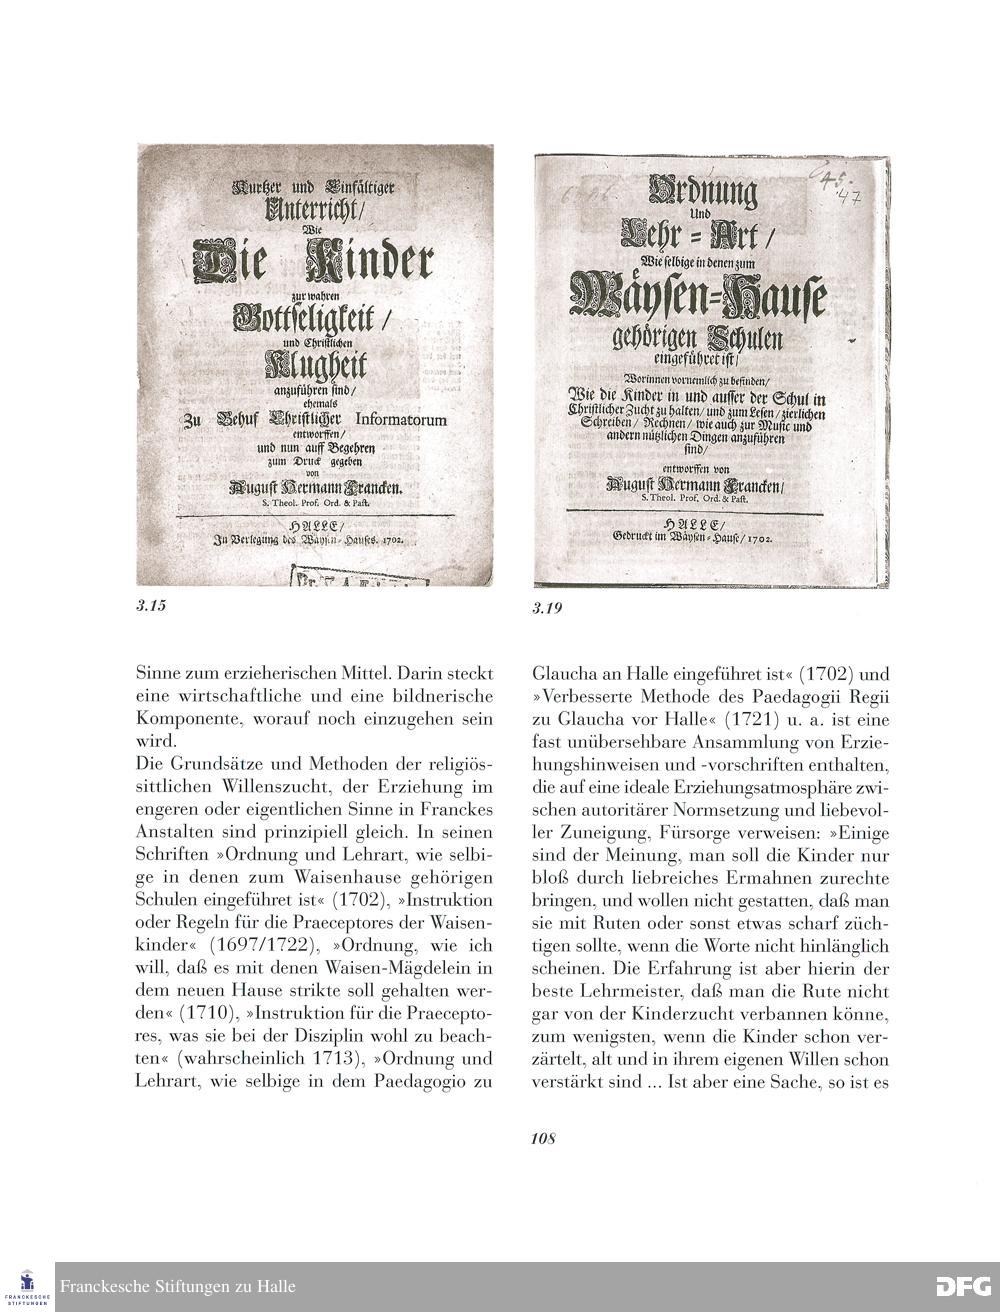 Kurtzer und Einfältiger
Unterricht/
Wie
Die Kinder
zur wahren
Gottseligkeit/
und Christlichen
Klugheit
anzuführen sind/
ehemals
Zu Behuf Christlicher Informatorum
entworffen/
und nun auff Begehren
zum Druck gegeben
von
August Hermann Francken.
S. Theol. Prof. Ord. & Past.
HALLE/
In Verlegung des Waysen-Hauses. 1702.
3.15
45.
47
Ordnung
Und
Lehr-Art/
Wie selbige in denen zum
Wäysen-Hause
gehörigen Schulen
eingeführet ist/
Worinnen vornemlich zu befinden/
Wie die Kinder in und ausser der Schul in
Christlicher Zucht zu halten/ und zum Lesen/ zierlichen
Schreiben/ Rechnen/ wie auch zur Music und
andern nützlichen Dingen anzuführen
sind/
entworffen von
August Hermann Francken/
S. Theol. Prof. Ord. & Past.
HALLE/
Gedruckt im Wäysen-Hause/ 1702.
3.19
Sinne zum erzieherischen Mittel. Darin steckt
eine wirtschaftliche und eine bildnerische
Komponente, worauf noch einzugehen sein
wird.
Die Grundsätze und Methoden der religiös-
sittlichen Willenszucht, der Erziehung im
engeren oder eigentlichen Sinne in Franckes
Anstalten sind prinzipiell gleich. In seinen
Schriften »Ordnung und Lehrart, wie selbi-
ge in denen zum Waisenhause gehörigen
Schulen eingeführet ist« (1702), »Instruktion
oder Regeln für die Praeceptores der Waisen-
kinder« (1697/1722), »Ordnung, wie ich
will, daß es mit denen Waisen-Mägdelein in
dem neuen Hause strikte soll gehalten wer-
den« (1710), »Instruktion für die Praecepto-
res, was sie bei der Disziplin wohl zu beach-
ten« (wahrscheinlich 1713), »Ordnung und
Lehrart, wie selbige in dem Paedagogio zu
Glaucha an Halle eingeführet ist« (1702) und
»Verbesserte Methode des Paedagogii Regii
zu Glaucha vor Halle« (1721) u. a. ist eine
fast unübersehbare Ansammlung von Erzie-
hungshinweisen und -vorschriften enthalten,
die auf eine ideale Erziehungsatmosphäre zwi-
schen autoritärer Normsetzung und liebevol-
ler Zuneigung, Fürsorge verweisen: »Einige
sind der Meinung, man soll die Kinder nur
bloß durch liebreiches Ermahnen zurechte
bringen, und wollen nicht gestatten, daß man
sie mit Ruten oder sonst etwas scharf züch-
tigen sollte, wenn die Worte nicht hinlänglich
scheinen. Die Erfahrung ist aber hierin der
beste Lehrmeister, daß man die Rute nicht
gar von der Kinderzucht verbannen könne,
zum wenigsten, wenn die Kinder schon ver-
zärtelt, alt und in ihrem eigenen Willen schon
verstärkt sind ... Ist aber eine Sache, so ist es
108
FRANCKESCHE
STIFTUNGEN
Franckesche Stiftungen zu Halle
DFG